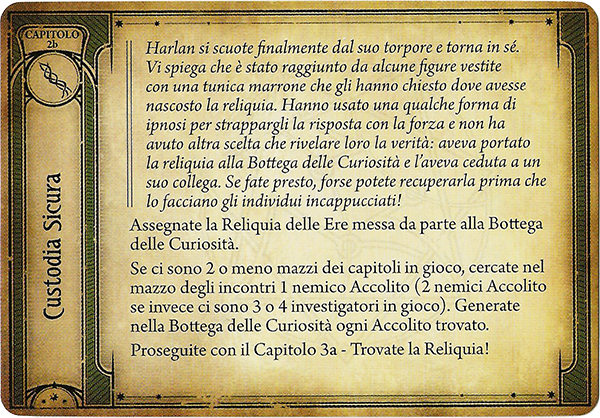 CAPITOLO
2b
Custodia Sicura
Harlan si scuote finalmente dal suo torpore e torna in sé.
Vi spiega che è stato raggiunto da alcune figure vestite
con una tunica marrone che gli hanno chiesto dove avesse
nascosto la reliquia. Hanno usato una qualche forma di
ipnosi per strappargli la risposta con la forza e non ha
avuto altra scelta che rivelare loro la verità: aveva portato
la reliquia alla Bottega delle Curiosità e l'aveva ceduta a un
suo collega. Se fate presto, forse potete recuperarla prima che
lo facciano gli individui incappucciati!
Assegnate la Reliquia delle Ere messa da parte alla Bottega
delle Curiosità.
Se ci sono 2 o meno mazzi dei capitoli in gioco, cercate nel
mazzo degli incontri 1 nemico Accolito (2 nemici Accolito
se invece ci sono 3 o 4 investigatori in gioco). Generate
nella Bottega delle Curiosità ogni Accolito trovato.
Proseguite con il Capitolo 3a - Trovate la Reliquia!